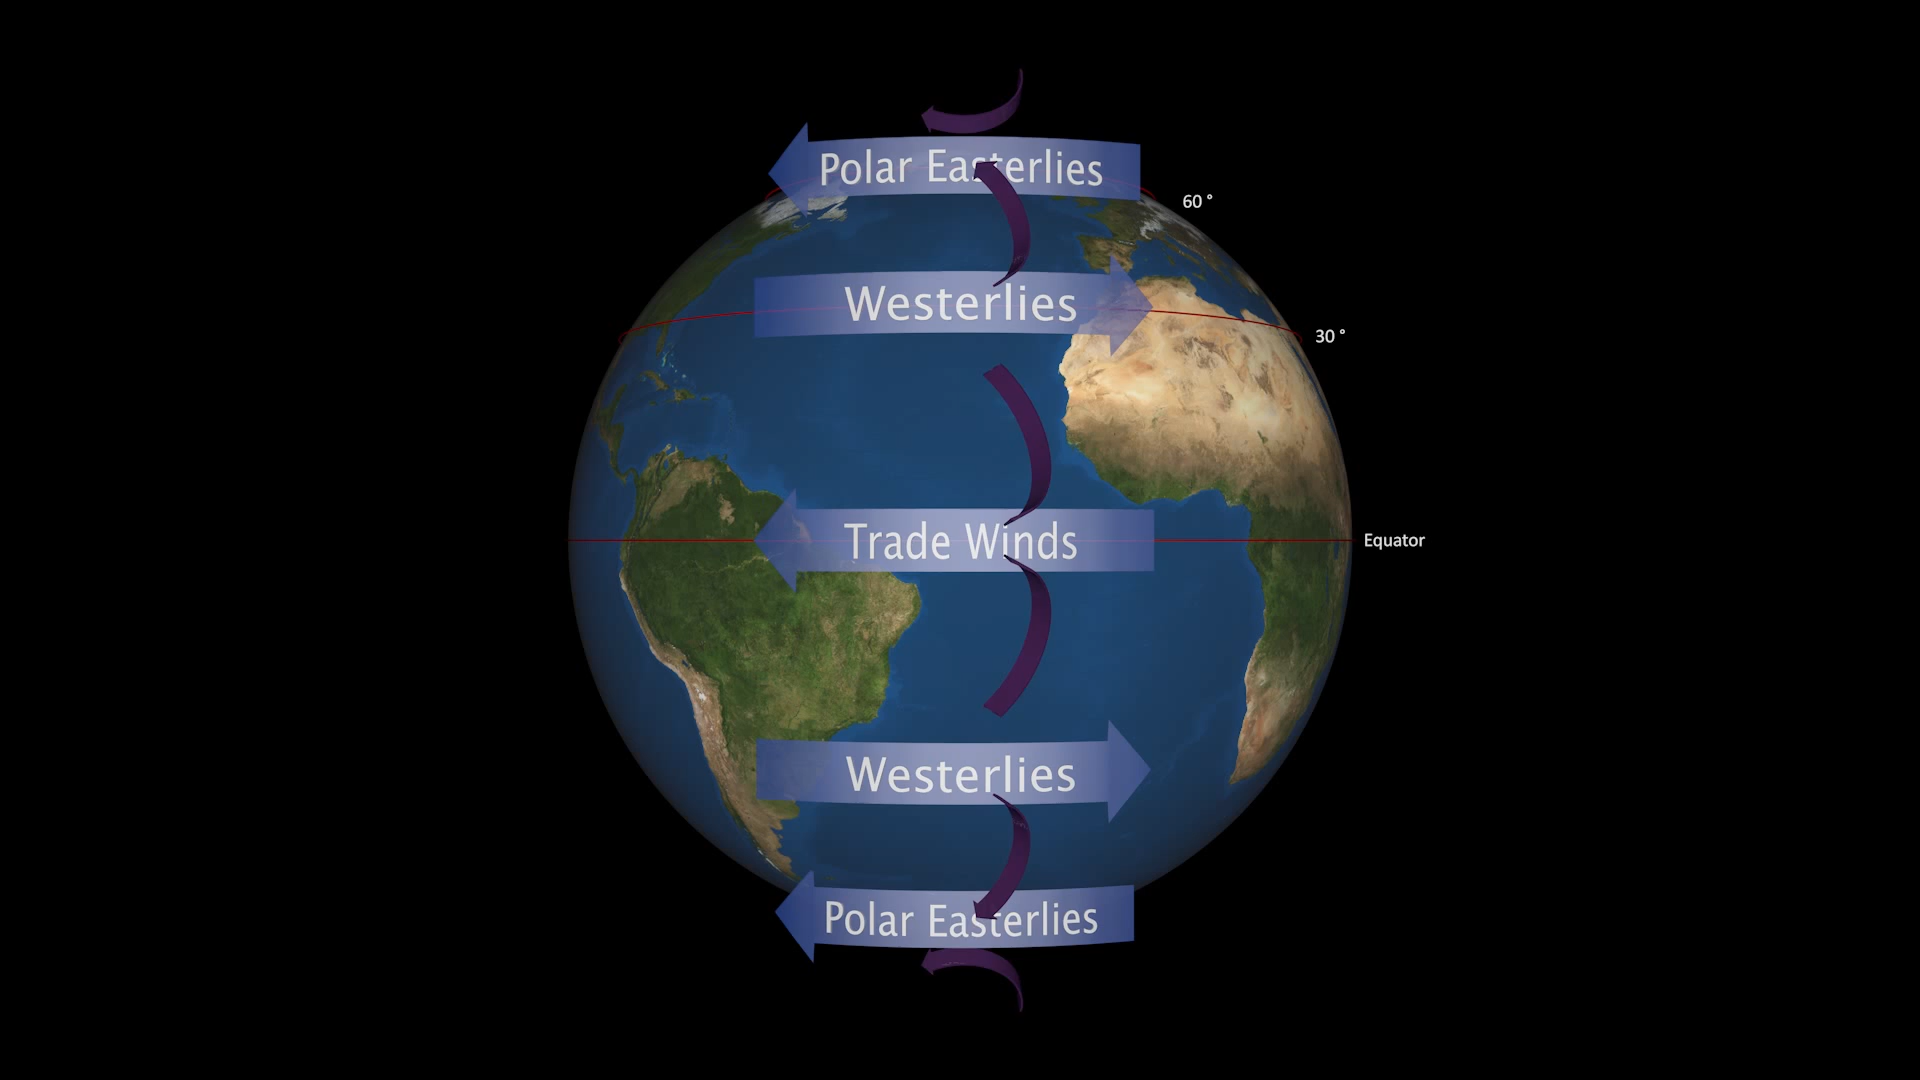 Polar Easterlies
60 °
Westerlies
30 °
Trade Winds
Equator
Westerlies
Polar Easterlies